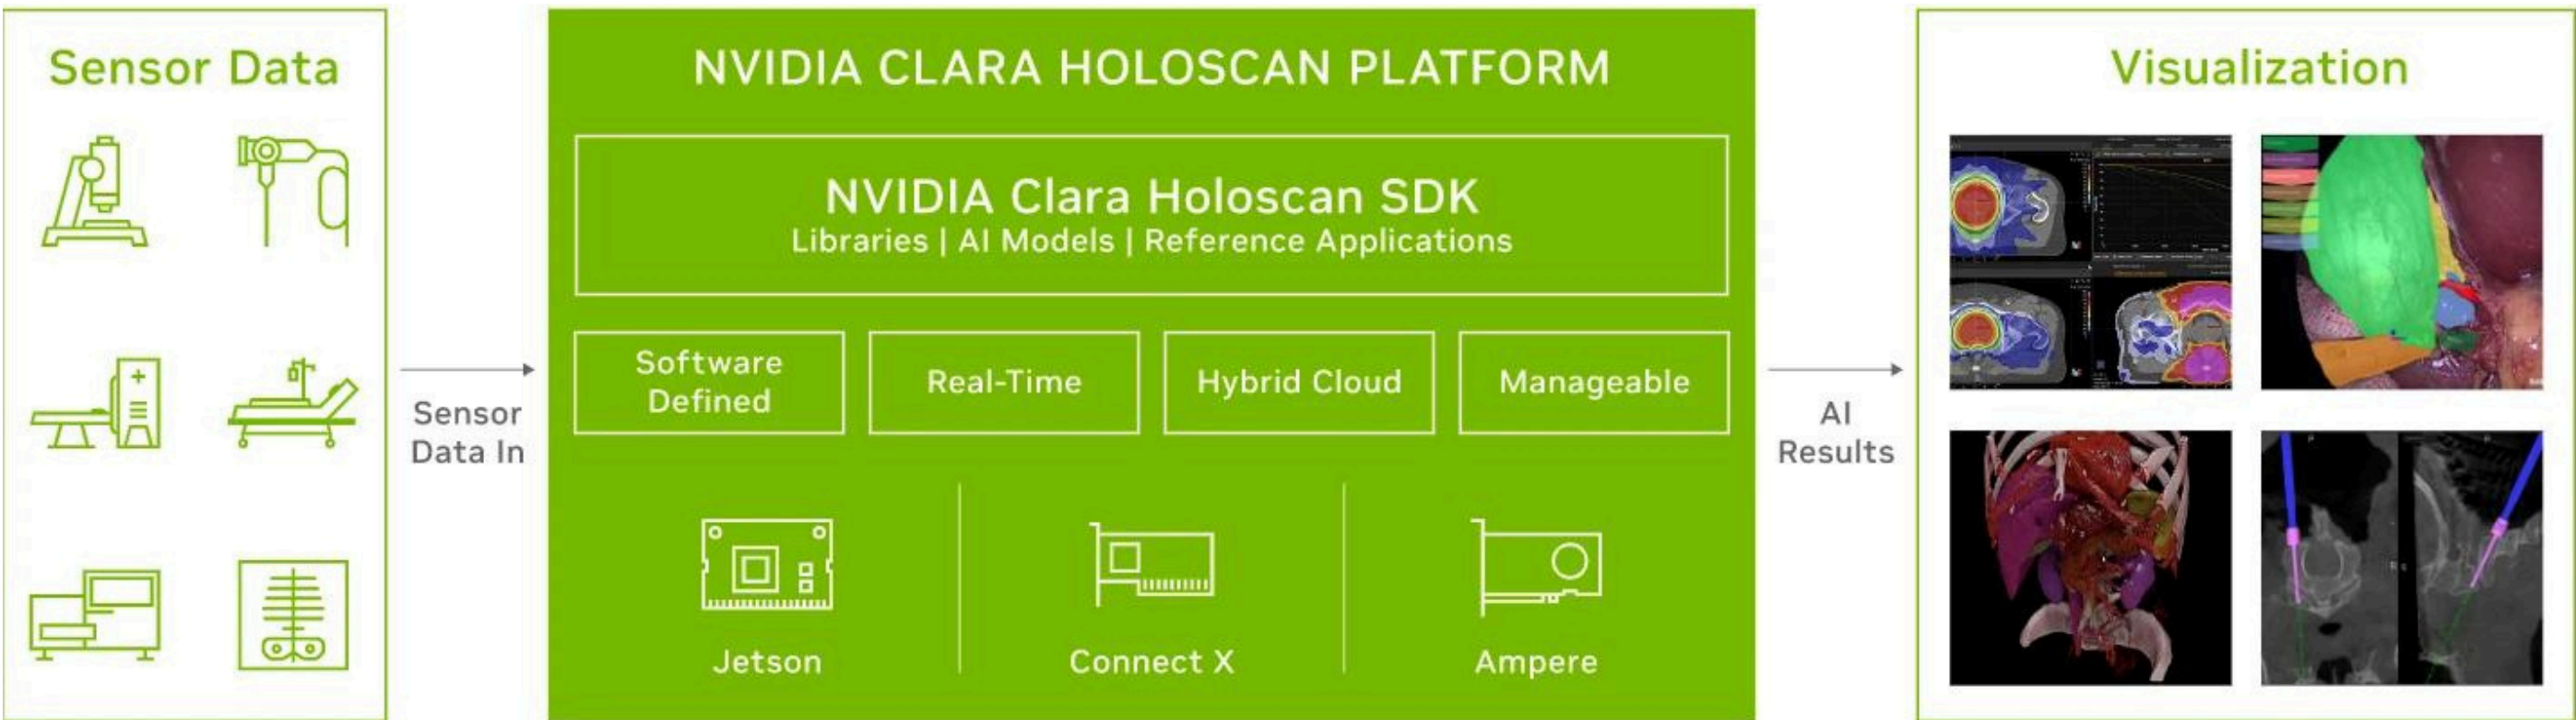 Sensor Data
Sensor
Data In
NVIDIA CLARA HOLOSCAN PLATFORM
NVIDIA Clara Holoscan SDK
Libraries | AI Models | Reference Applications
Software
Defined
Real-Time
Hybrid Cloud
Manageable
Jetson
Connect X
Ampere
AI
Results
Visualization